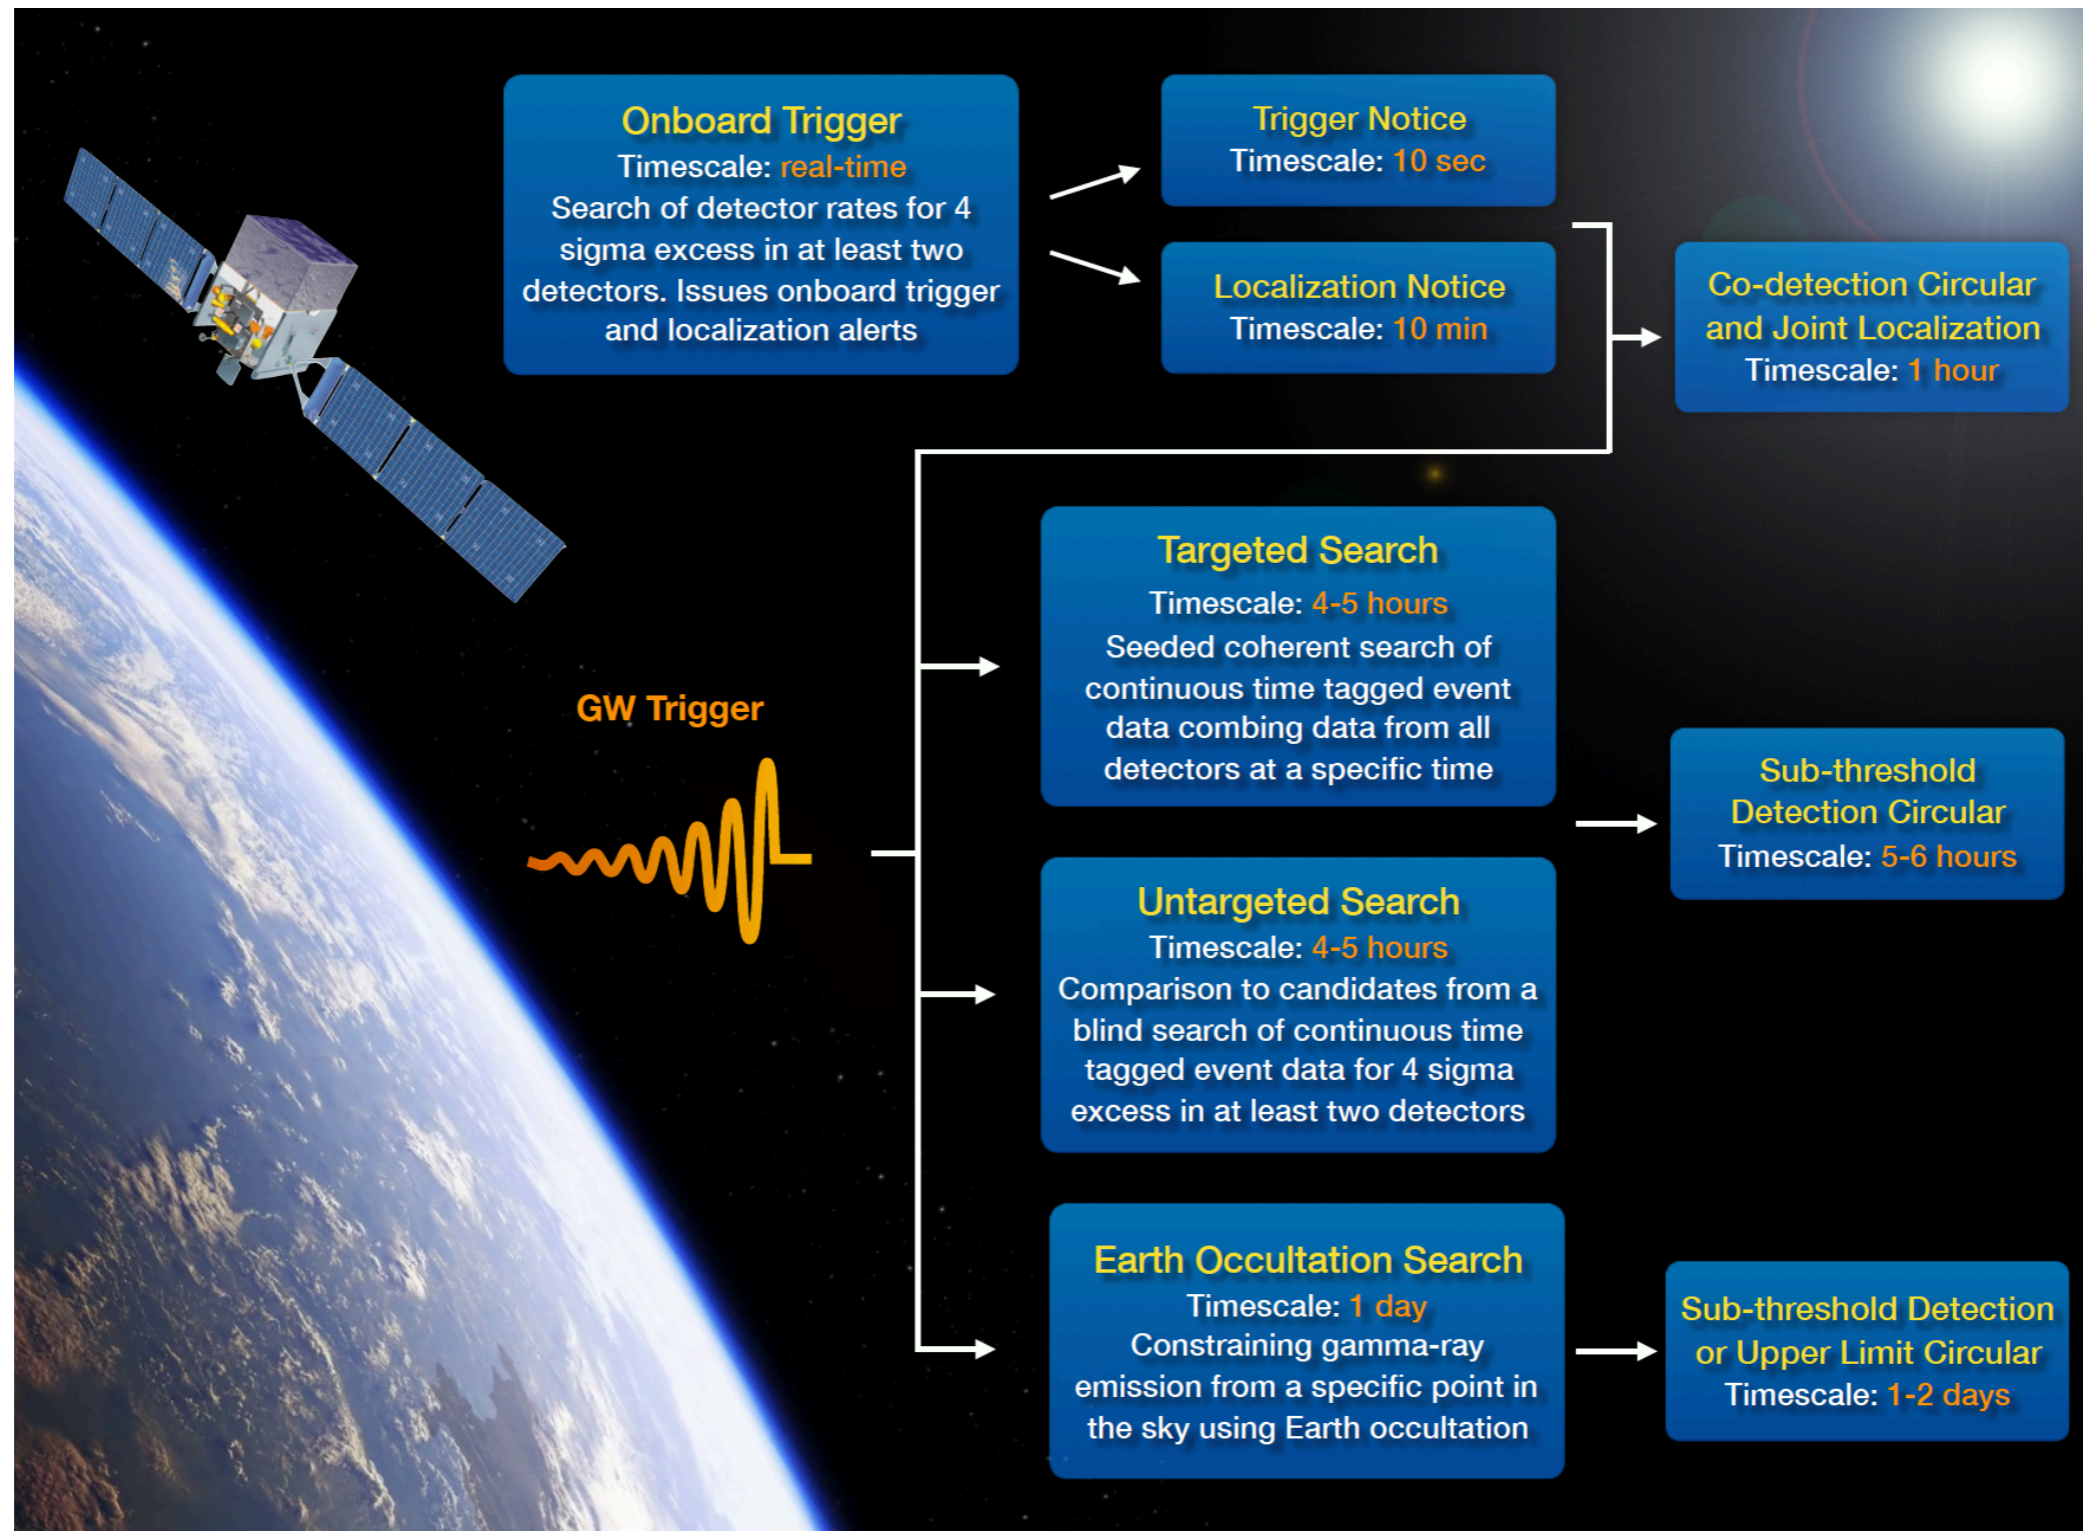 Onboard Trigger
Timescale: real-time
Search of detector rates for 4
sigma excess in at least two
detectors. Issues onboard trigger
and localization alerts
Trigger Notice
Timescale: 10 sec
Localization Notice
Timescale: 10 min
Co-detection Circular
and Joint Localization
Timescale: 1 hour
GW Trigger
Targeted Search
Timescale: 4-5 hours
Seeded coherent search of
continuous time tagged event
data combing data from all
detectors at a specific time
Untargeted Search
Timescale: 4-5 hours
Comparison to candidates from a
blind search of continuous time
tagged event data for 4 sigma
excess in at least two detectors
Sub-threshold
Detection Circular
Timescale: 5-6 hours
Earth Occultation Search
Timescale: 1 day
Constraining gamma-ray
emission from a specific point in
the sky using Earth occultation
Sub-threshold Detection
or Upper Limit Circular
Timescale: 1-2 days